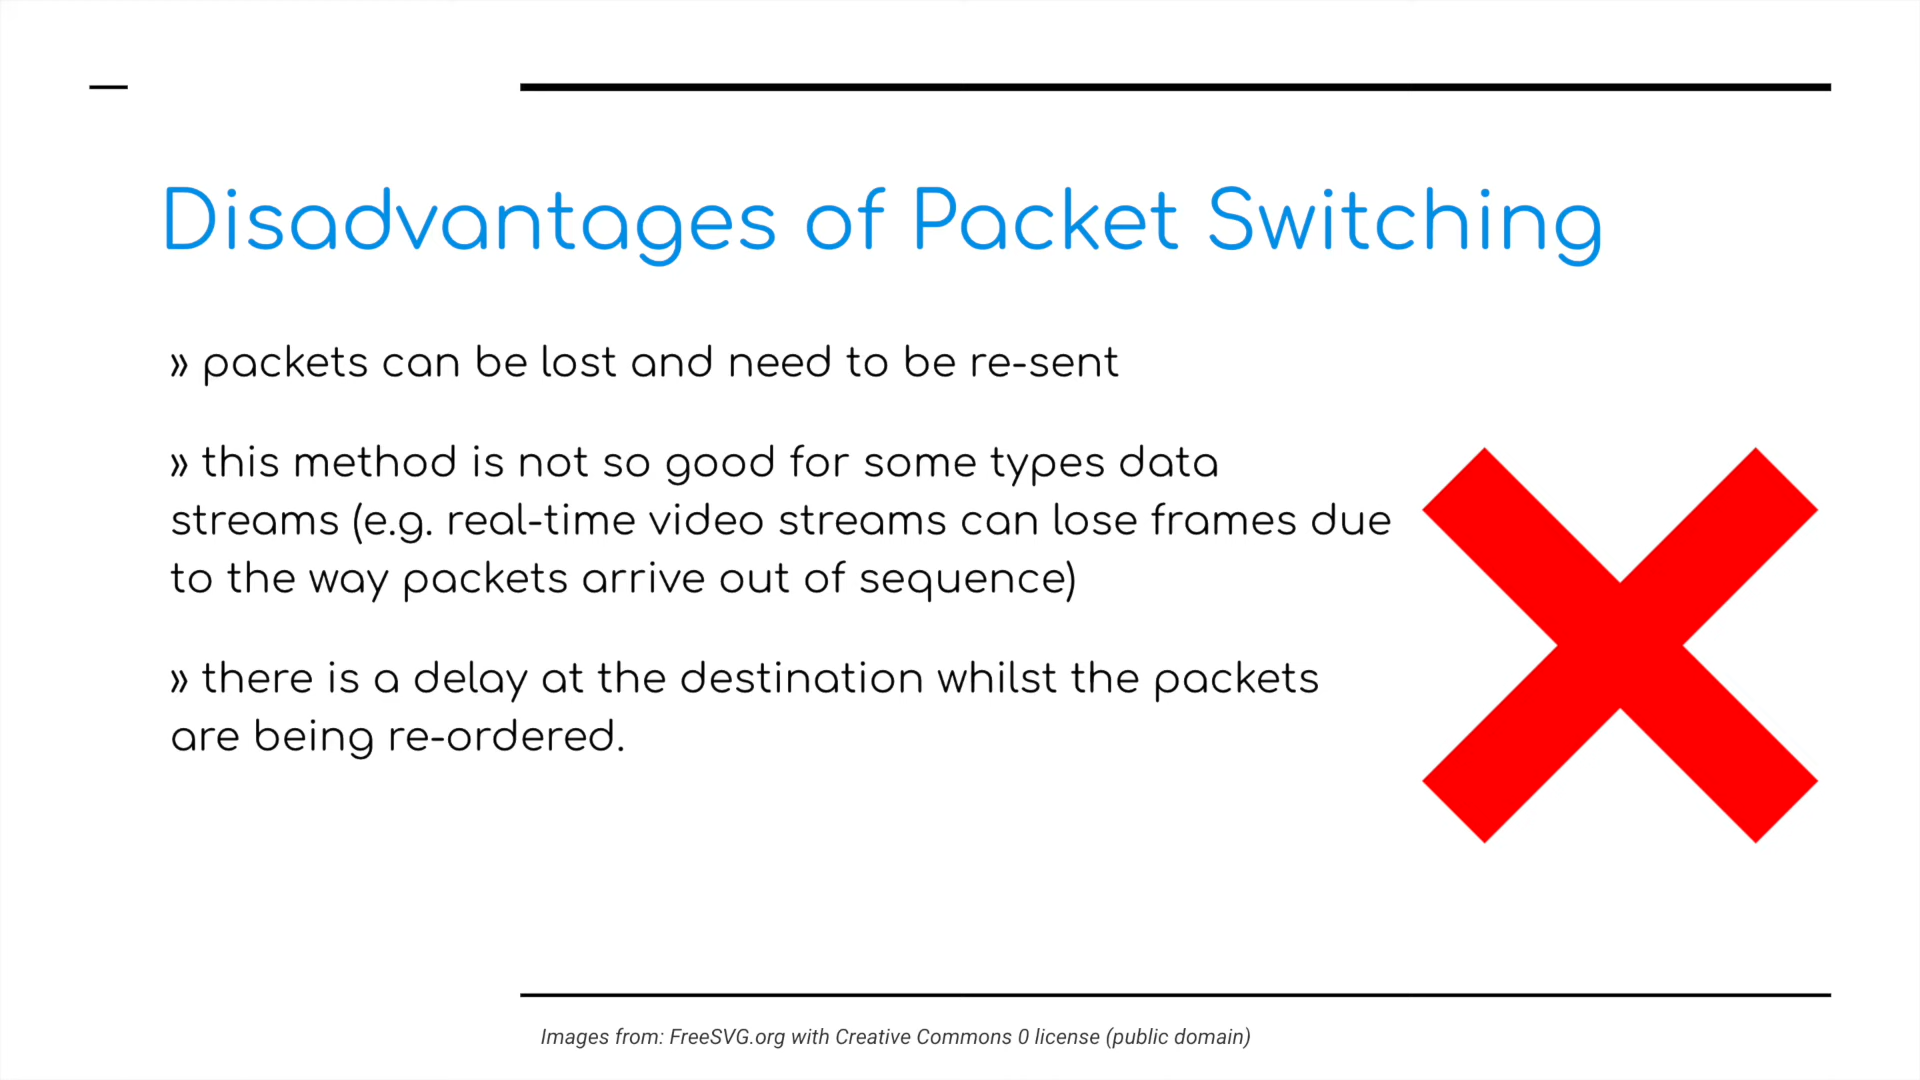 Disadvantages of Packet Switching
» packets can be lost and need to be re-sent
» this method is not so good for some types data
streams (e.g. real-time video streams can lose frames due
to the way packets arrive out of sequence)
» there is a delay at the destination whilst the packets
are being re-ordered.
Images from: FreeSVG.org with Creative Commons 0 license (public domain)